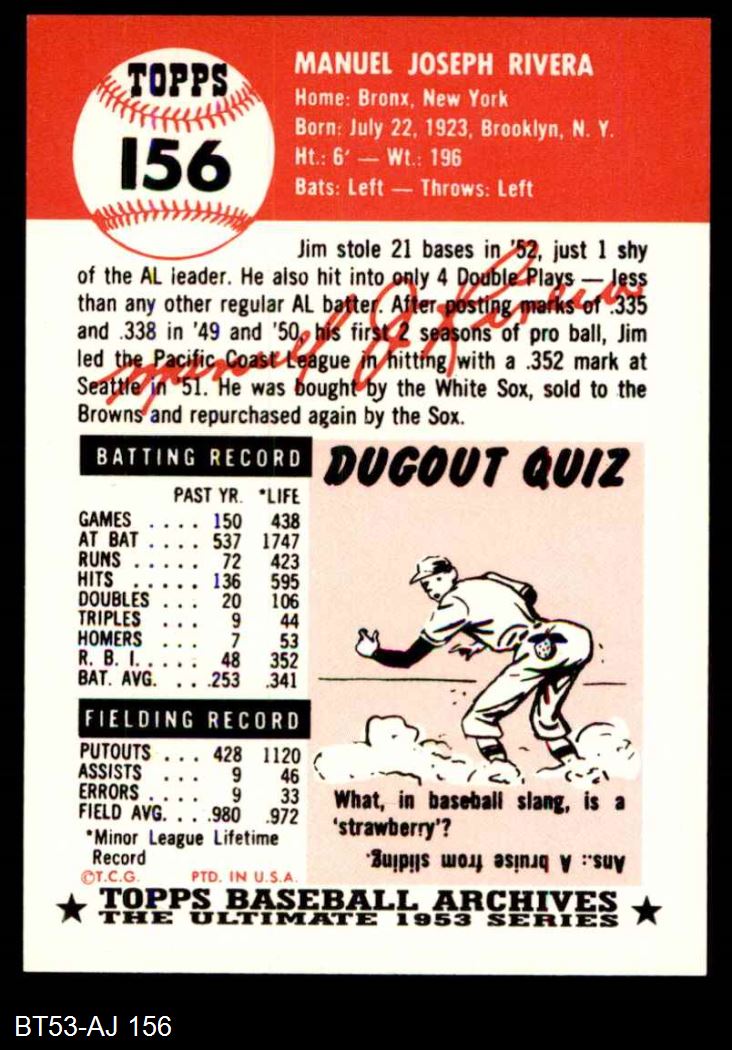 TOPPS
156
MANUEL JOSEPH RIVERA
Home: Bronx, New York
Born: July 22, 1923, Brooklyn, N. Y.
Ht.: 6' — Wt.: 196
Bats: Left — Throws: Left
Jim stole 21 bases in '52, just 1 shy
of the AL leader. He also hit into only 4 Double Plays — less
than any other regular AL batter. After posting marks of .335
and .338 in '49 and '50, his first 2 seasons of pro ball, Jim
led the Pacific Coast League in hitting with a .352 mark at
Seattle in '51. He was bought by the White Sox, sold to the
Browns and repurchased again by the Sox.
Manuel J. Rivera
BATTING RECORD
PAST YR. *LIFE
GAMES .... 150 438
AT BAT .... 537 1747
RUNS ..... 72 423
HITS ..... 136 595
DOUBLES ... 20 106
TRIPLES ... 9 44
HOMERS ... 7 53
R. B. I. .... 48 352
BAT. AVG. ... .253 .341
FIELDING RECORD
PUTOUTS ... 428 1120
ASSISTS ... 9 46
ERRORS ... 9 33
FIELD AVG. ... .980 .972
*Minor League Lifetime
Record
©T.C.G. PTD. IN U.S.A.
DUGOUT QUIZ
What, in baseball slang, is a
'strawberry'?
Ans.: A bruise from sliding.
TOPPS BASEBALL ARCHIVES
THE ULTIMATE 1953 SERIES
BT53-AJ 156